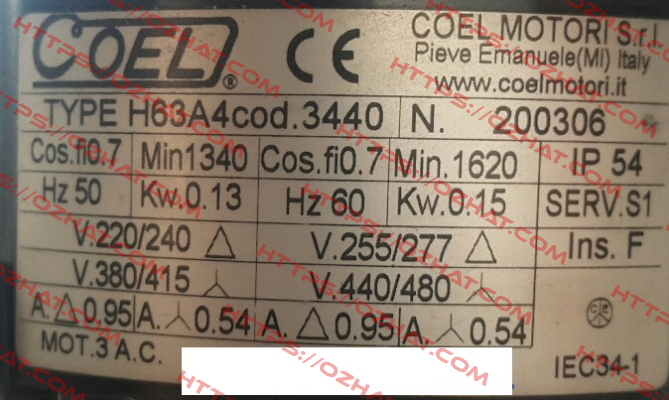 COEL ® CE COEL MOTORI S.r.l.
Pieve Emanuele(MI) Italy
www.coelmotori.it
TYPE H63A4cod.3440 N. 200306
Cos.fi0.7 Min1340 Cos.fi0.7 Min.1620 IP 54
Hz 50 Kw.0.13 Hz 60 Kw.0.15 SERV.S1
V.220/240 △ V.255/277 △ Ins. F
V.380/415 V.440/480
A.△0.95 A. 0.54 A. △0.95 A. 0.54
MOT.3 A.C. IEC34-1
HTTPS://OZHAT.COM